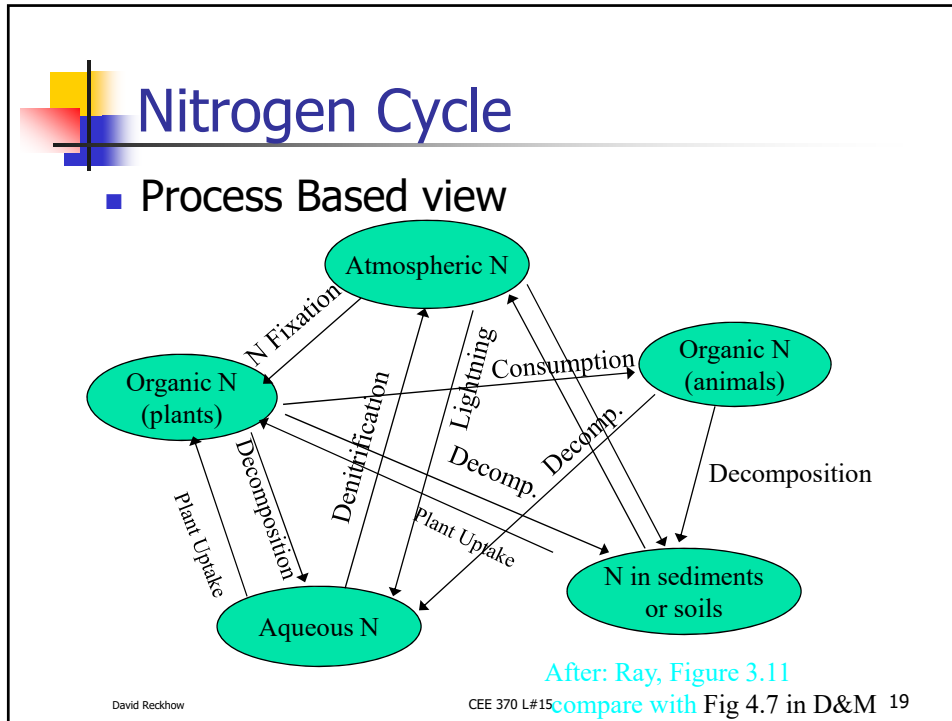 Nitrogen Cycle
Process Based view
Atmospheric N
N Fixation
Organic N
(plants)
Consumption
Organic N
(animals)
Lightning
Denitrification
Decomp.
Decomp.
Decomposition
Decomposition
Plant Uptake
Plant Uptake
N in sediments
or soils
Aqueous N
After: Ray, Figure 3.11
David Reckhow CEE 370 L#15 compare with Fig 4.7 in D&M 19